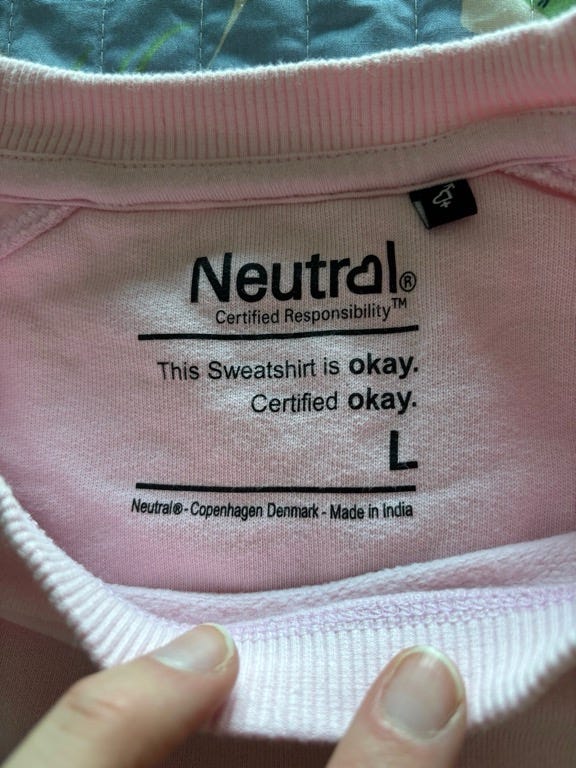 Neutral®
Certified Responsibility™
This Sweatshirt is okay.
Certified okay.
L
Neutral® - Copenhagen Denmark - Made in India